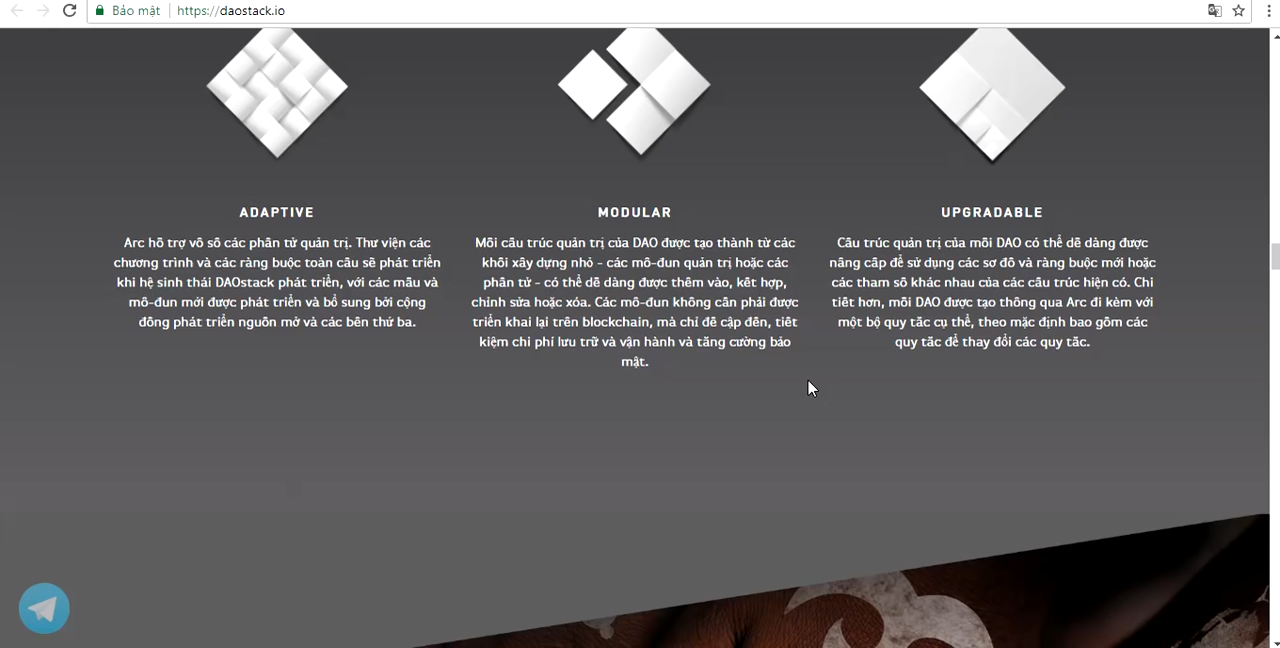 Bảo mật
https://daostack.io
ADAPTIVE
Arc hỗ trợ vô số các phần tử quản trị. Thư viện các
chương trình và các ràng buộc toàn cầu sẽ phát triển
khi hệ sinh thái DAOstack phát triển, với các mẫu và
mô-đun mới được phát triển và bổ sung bởi cộng
đồng phát triển nguồn mở và các bên thứ ba.
MODULAR
Mỗi cấu trúc quản trị của DAO được tạo thành từ các
khối xây dựng nhỏ - các mô-đun quản trị hoặc các
phần tử - có thể dễ dàng được thêm vào, kết hợp,
chỉnh sửa hoặc xóa. Các mô-đun không cần phải được
triển khai lại trên blockchain, mà chỉ đề cập đến, tiết
kiệm chi phí lưu trữ và vận hành và tăng cường bảo
mật.
UPGRADABLE
Cấu trúc quản trị của mỗi DAO có thể dễ dàng được
nâng cấp để sử dụng các sơ đồ và ràng buộc mới hoặc
các tham số khác nhau của các cấu trúc hiện có. Chi
tiết hơn, mỗi DAO được tạo thông qua Arc đi kèm với
một bộ quy tắc cụ thể, theo mặc định bao gồm các
quy tắc để thay đổi các quy tắc.